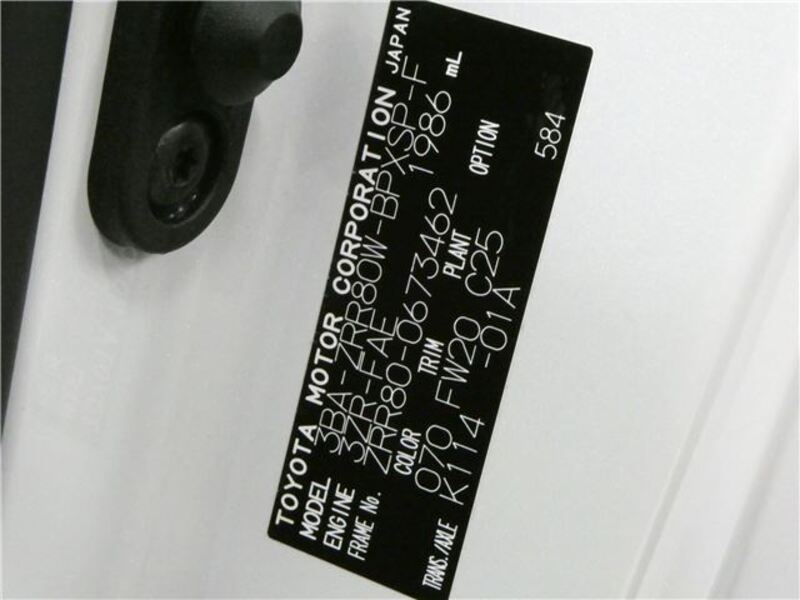 TOYOTA MOTOR CORPORATION JAPAN
MODEL 3BA-ZRR80W-BPXSP-F
ENGINE 3ZR-FAE 1986 mL
FRAME No. ZRR80-0673462
COLOR TRIM PLANT OPTION
070 FW20 C25
TRANS./AXLE K114 -01A
584